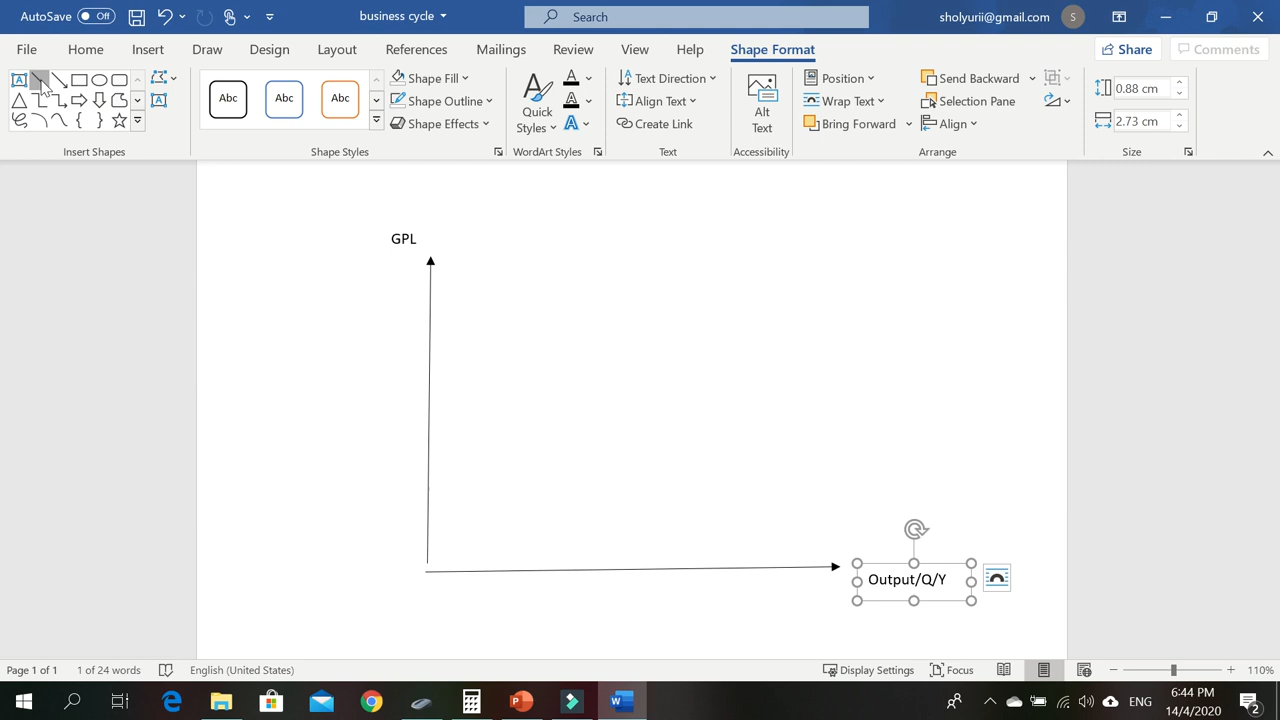 AutoSave Off business cycle Search sholyurii@gmail.com S
File Home Insert Draw Design Layout References Mailings Review View Help Shape Format Share Comments
Abc Abc Abc
Shape Fill
Shape Outline
Shape Effects
Quick Styles
A A A
Text Direction
Align Text
Create Link
Alt Text
Position
Wrap Text
Bring Forward
Send Backward
Selection Pane
Align
0.88 cm
2.73 cm
Insert Shapes Shape Styles WordArt Styles Text Accessibility Arrange Size
GPL
Output/Q/Y
Page 1 of 1 1 of 24 words English (United States) Display Settings Focus 110%
ENG 6:44 PM
14/4/2020 2